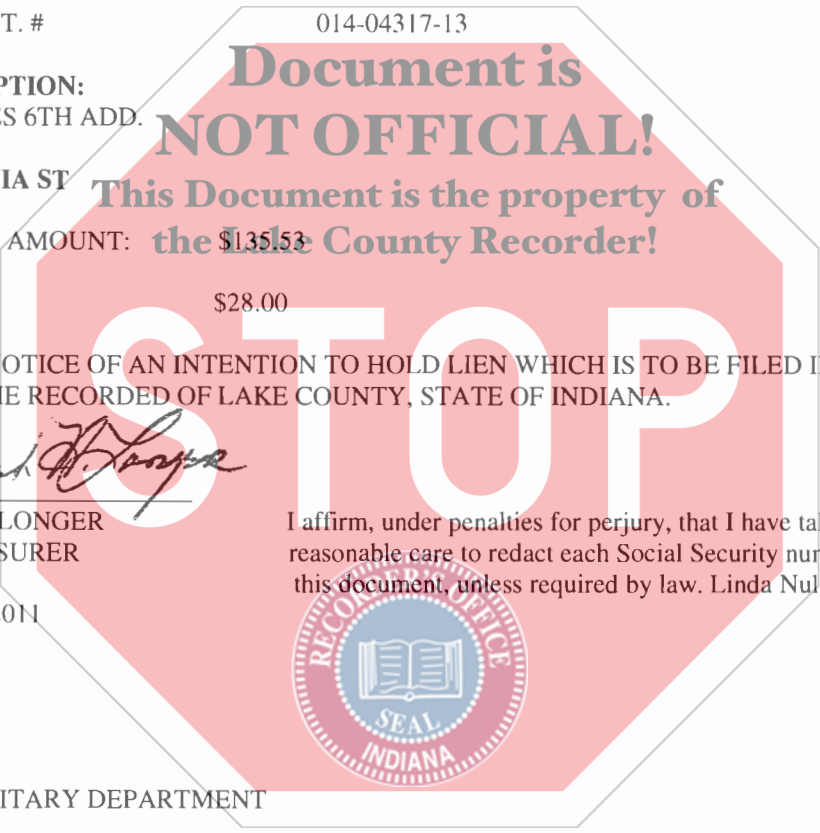 T. # 014-04317-13
Document is
PTION:
ES 6TH ADD.
NOT OFFICIAL!
IA ST
This Document is the property of
AMOUNT: $135.53
the Lake County Recorder!
$28.00
STOP
OTICE OF AN INTENTION TO HOLD LIEN WHICH IS TO BE FILED I
E RECORDED OF LAKE COUNTY, STATE OF INDIANA.
LONGER
SURER
I affirm, under penalties for perjury, that I have ta
reasonable care to redact each Social Security nu
this document, unless required by law. Linda Nul
011
RECORDER'S OFFICE
SEAL
INDIANA
ITARY DEPARTMENT